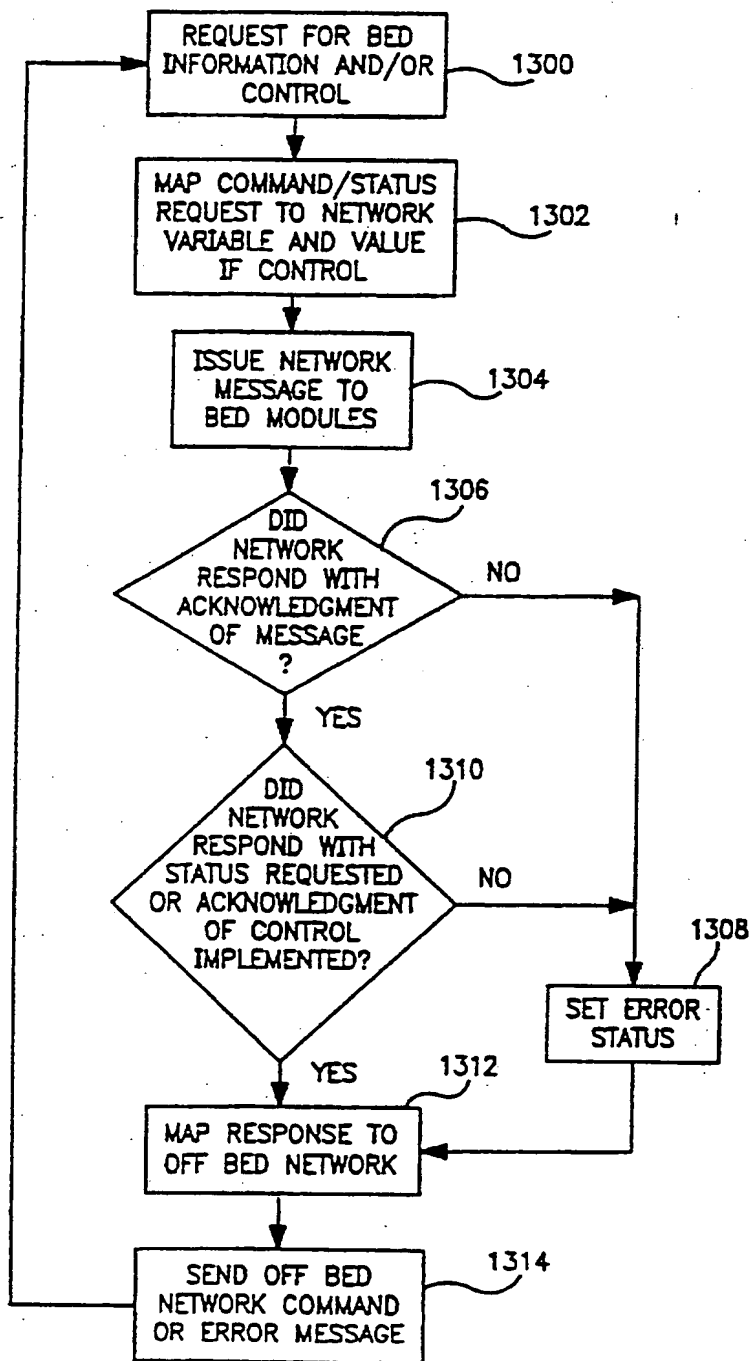 REQUEST FOR BED
INFORMATION AND/OR
CONTROL
1300
MAP COMMAND/STATUS
REQUEST TO NETWORK
VARIABLE AND VALUE
IF CONTROL
1302
ISSUE NETWORK
MESSAGE TO
BED MODULES
1304
1306
DID
NETWORK
RESPOND WITH
ACKNOWLEDGMENT
OF MESSAGE
?
NO
YES
1310
DID
NETWORK
RESPOND WITH
STATUS REQUESTED
OR ACKNOWLEDGMENT
OF CONTROL
IMPLEMENTED?
NO
1308
SET ERROR
STATUS
YES
1312
MAP RESPONSE TO
OFF BED NETWORK
1314
SEND OFF BED
NETWORK COMMAND
OR ERROR MESSAGE